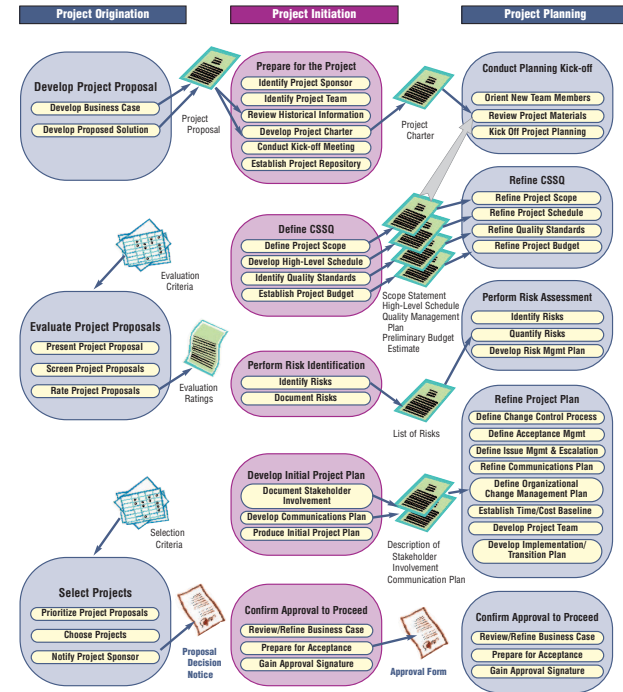 Project Origination
Project Initiation
Project Planning
Develop Project Proposal
Develop Business Case
Develop Proposed Solution
Project
Proposal
Prepare for the Project
Identify Project Sponsor
Identify Project Team
Review Historical Information
Develop Project Charter
Conduct Kick-off Meeting
Establish Project Repository
Project
Charter
Conduct Planning Kick-off
Orient New Team Members
Review Project Materials
Kick Off Project Planning
Evaluation
Criteria
Define CSSQ
Define Project Scope
Develop High-Level Schedule
Identify Quality Standards
Establish Project Budget
Scope Statement
High-Level Schedule
Quality Management
Plan
Preliminary Budget
Estimate
Refine CSSQ
Refine Project Scope
Refine Project Schedule
Refine Quality Standards
Refine Project Budget
Evaluate Project Proposals
Present Project Proposal
Screen Project Proposals
Rate Project Proposals
Evaluation
Ratings
Perform Risk Identification
Identify Risks
Document Risks
List of Risks
Perform Risk Assessment
Identify Risks
Quantify Risks
Develop Risk Mgmt Plan
Selection
Criteria
Develop Initial Project Plan
Document Stakeholder
Involvement
Develop Communications Plan
Produce Initial Project Plan
Description of
Stakeholder
Involvement
Communication Plan
Refine Project Plan
Define Change Control Process
Define Acceptance Mgmt
Define Issue Mgmt & Escalation
Refine Communications Plan
Define Organizational
Change Management Plan
Establish Time/Cost Baseline
Develop Project Team
Develop Implementation/
Transition Plan
Select Projects
Prioritize Project Proposals
Choose Projects
Notify Project Sponsor
Proposal
Decision
Notice
Confirm Approval to Proceed
Review/Refine Business Case
Prepare for Acceptance
Gain Approval Signature
Approval Form
Confirm Approval to Proceed
Review/Refine Business Case
Prepare for Acceptance
Gain Approval Signature